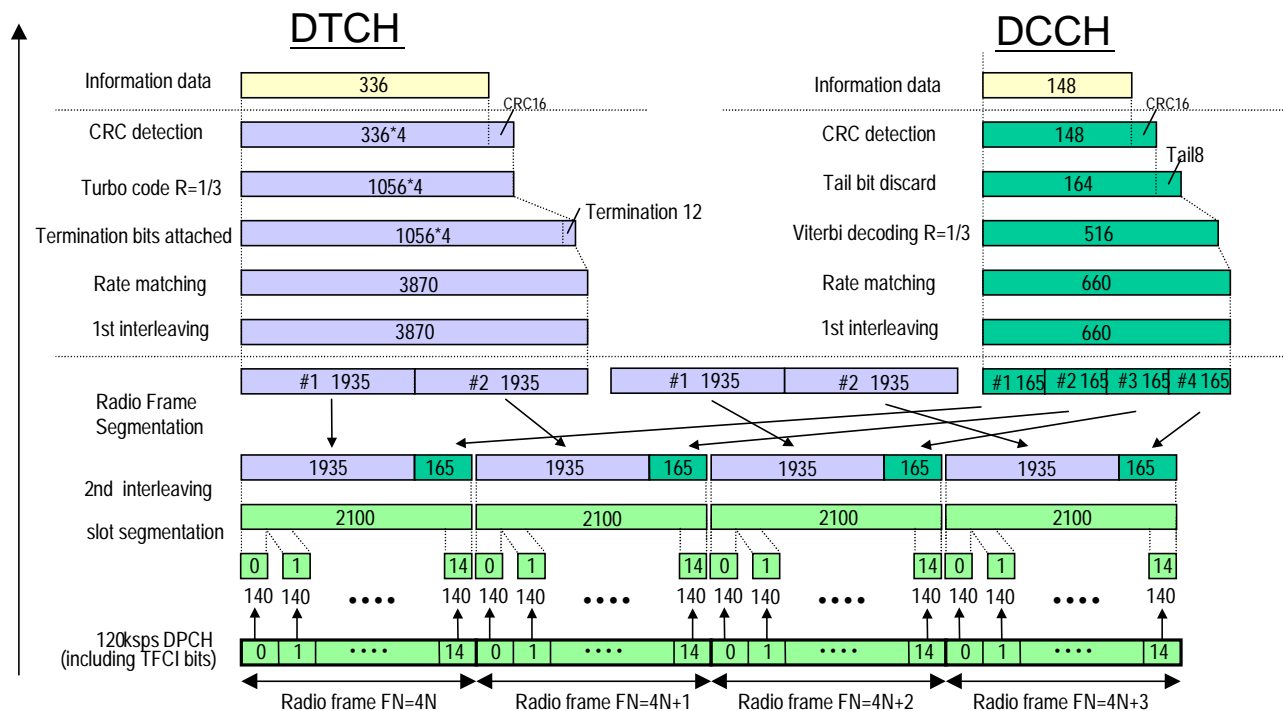 DTCH DCCH
Information data 336 Information data 148
CRC16 CRC16
CRC detection 336*4 CRC detection 148
Tail8
Turbo code R=1/3 1056*4 Tail bit discard 164
Termination 12
Termination bits attached 1056*4 Viterbi decoding R=1/3 516
Rate matching 3870 Rate matching 660
1st interleaving 3870 1st interleaving 660
#1 1935 #2 1935 #1 1935 #2 1935 #1 165 #2 165 #3 165 #4 165
Radio Frame
Segmentation
1935 165 1935 165 1935 165 1935 165
2nd interleaving
slot segmentation 2100 2100 2100 2100
0 1 14 0 1 14 0 1 14 0 1 14
140 140 •••• 140 140 140 •••• 140 140 140 •••• 140 140 140 •••• 140
120ksps DPCH
(including TFCI bits)
0 1 •••• 14 0 1 •••• 14 0 1 •••• 14 0 1 •••• 14
Radio frame FN=4N Radio frame FN=4N+1 Radio frame FN=4N+2 Radio frame FN=4N+3